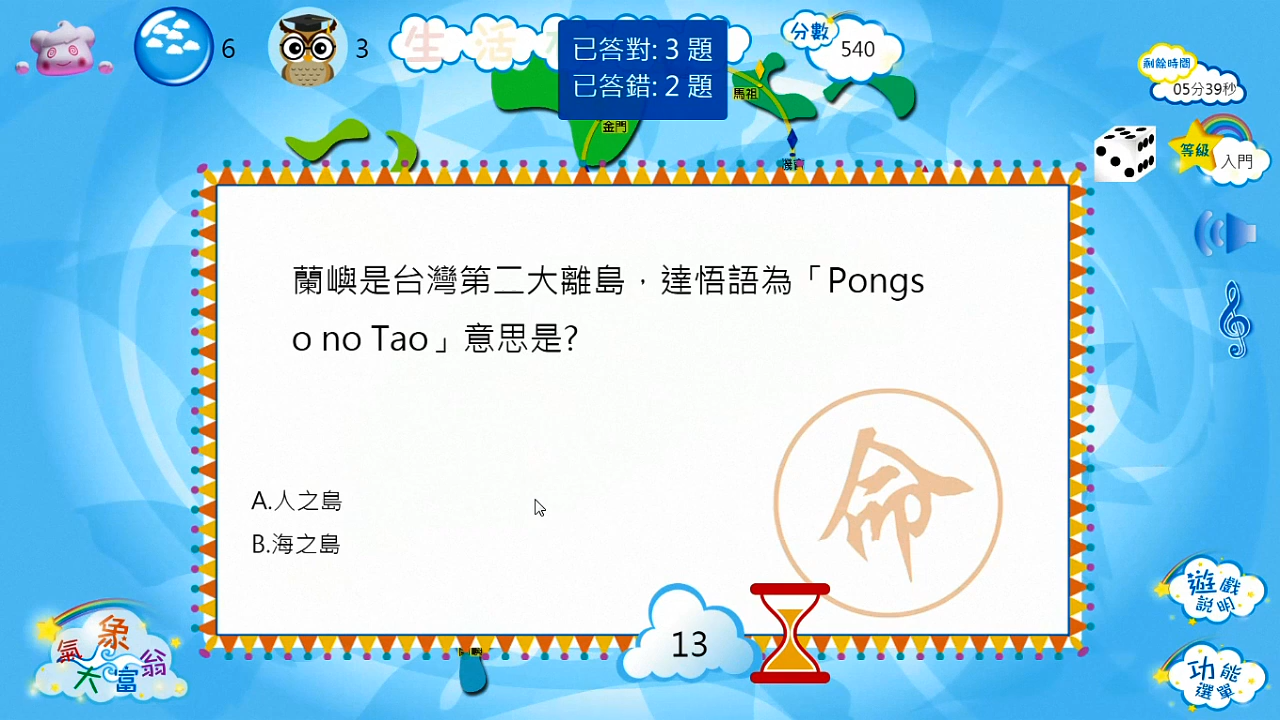 6
3
生活
已答對: 3 題
已答錯: 2 題
分數
540
剩餘時間
05分39秒
馬祖
金門
等級
入門
蘭嶼是台灣第二大離島，達悟語為「Pongs
o no Tao」意思是?
A.人之島
B.海之島
命
13
氣象
大富翁
遊戲
說明
功能
選單